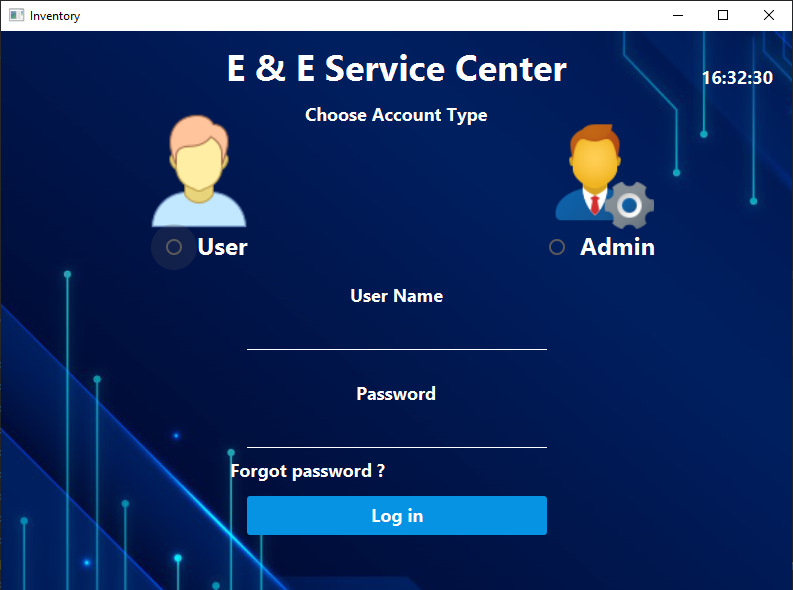 Inventory
E & E Service Center
16:32:30
Choose Account Type
User
Admin
User Name
Password
Forgot password ?
Log in